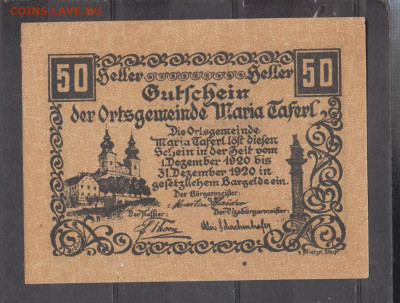 COINS.LAVE.RU
50 Heller Heller 50
Gutschein
der Ortsgemeinde Maria Taferl
Die Ortsgemeinde
Maria Taferl löst diesen
Schein in der Zeit vom
1. Dezember 1920 bis
31. Dezember 1920 in
gesetzlichem Bargelde ein.
Der Bürgermeister:
Der Kassier: Der Vizebürgermeister: